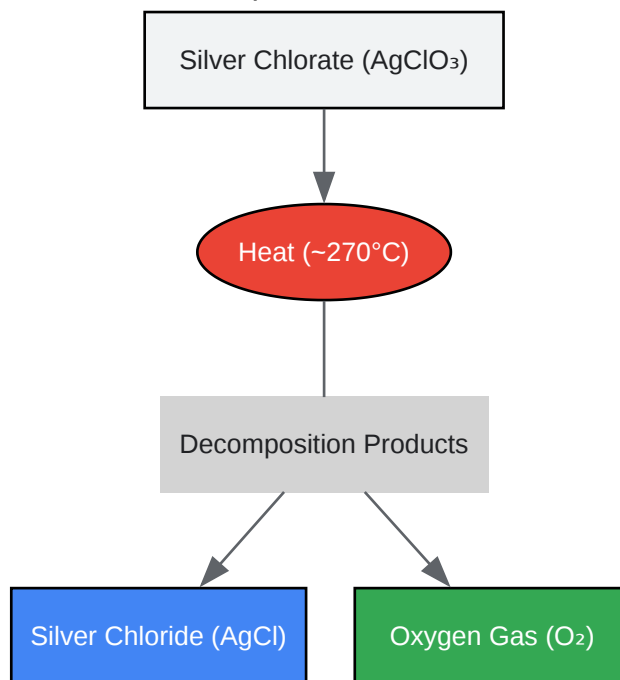 Silver Chlorate (AgClO₃)
Heat (~270°C)
Decomposition Products
Silver Chloride (AgCl)
Oxygen Gas (O₂)